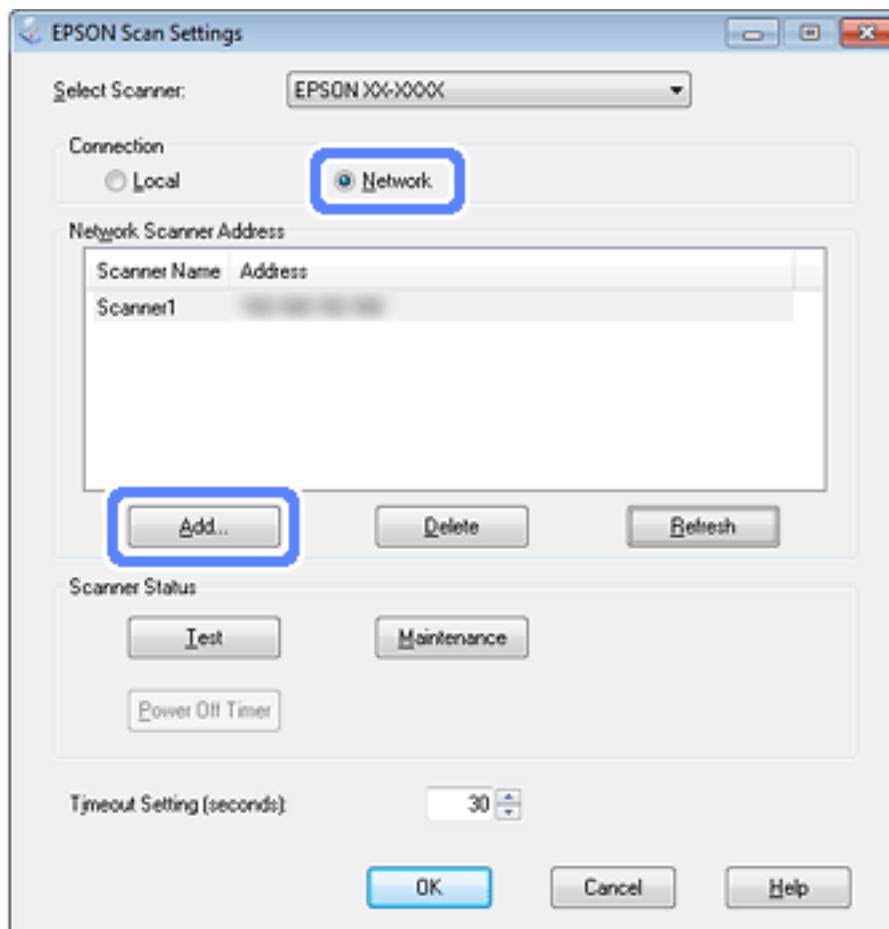 EPSON Scan Settings
Select Scanner: EPSON XX-XXXX
Connection
Local Network
Network Scanner Address
Scanner Name Address
Scanner1
Add... Delete Refresh
Scanner Status
Test Maintenance
Power Off Timer
Timeout Setting (seconds): 30
OK Cancel Help